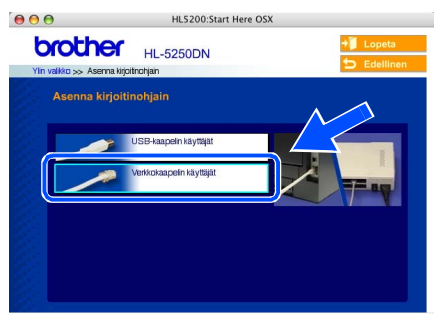 HL5200:Start Here OSX
brother
HL-5250DN
Lopeta
Edellinen
Ylin valikko >> Asenna kirjoitinohjain
Asenna kirjoitinohjain
USB-kaapelin käyttäjät
Verkkokaapelin käyttäjät